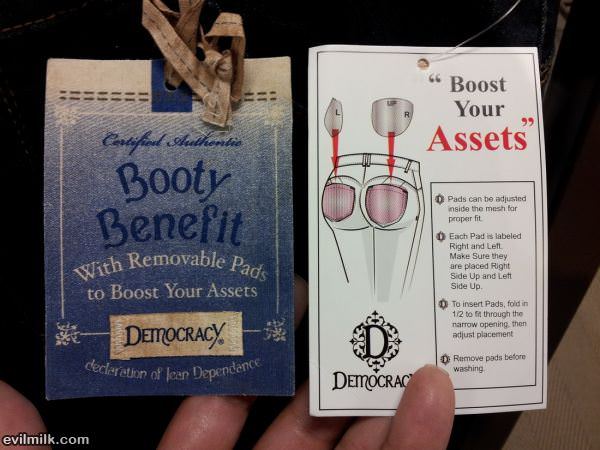 Certified Authentic
Booty
Benefit
With Removable Pads
to Boost Your Assets
DEMOCRACY®
declaration of Jean Dependence
“Boost
Your
Assets”
L
UP
R
Pads can be adjusted
inside the mesh for
proper fit.
Each Pad is labeled
Right and Left.
Make Sure they
are placed Right
Side Up and Left
Side Up.
To insert Pads, fold in
1/2 to fit through the
narrow opening, then
adjust placement
Remove pads before
washing.
D
DEMOCRAC
evilmilk.com